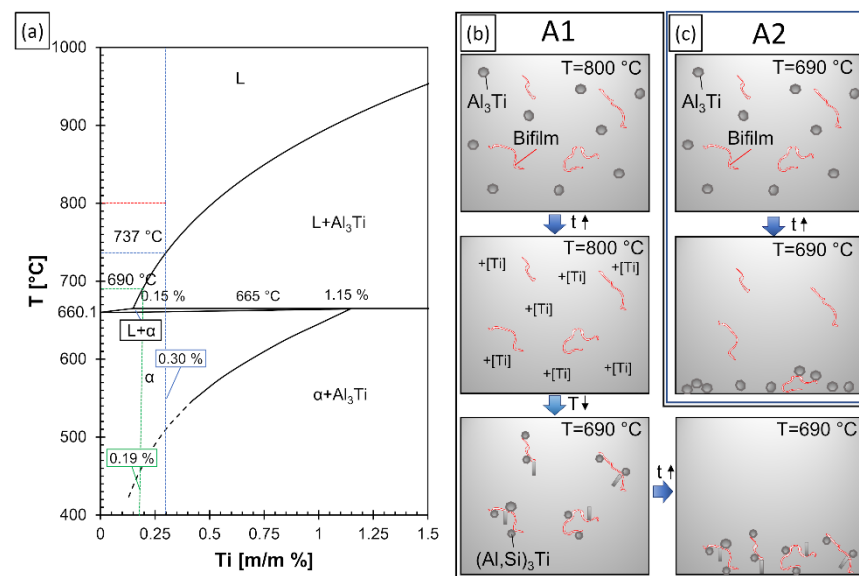 (a)
1000
900
800
700
660.1
600
500
400
T [°C]
L
L+Al₃Ti
737 °C
690 °C
0.15 %
665 °C
1.15 %
L+α
α
0.30 %
α+Al₃Ti
0.19 %
0
0.25
0.5
0.75
1
1.25
1.5
Ti [m/m %]
(b)
A1
T=800 °C
Al₃Ti
Bifilm
t↑
T=800 °C
+[Ti]
+[Ti]
+[Ti]
+[Ti]
+[Ti]
+[Ti]
T↓
T=690 °C
(Al,Si)₃Ti
t↑
(c)
A2
T=690 °C
Al₃Ti
Bifilm
t↑
T=690 °C
T=690 °C